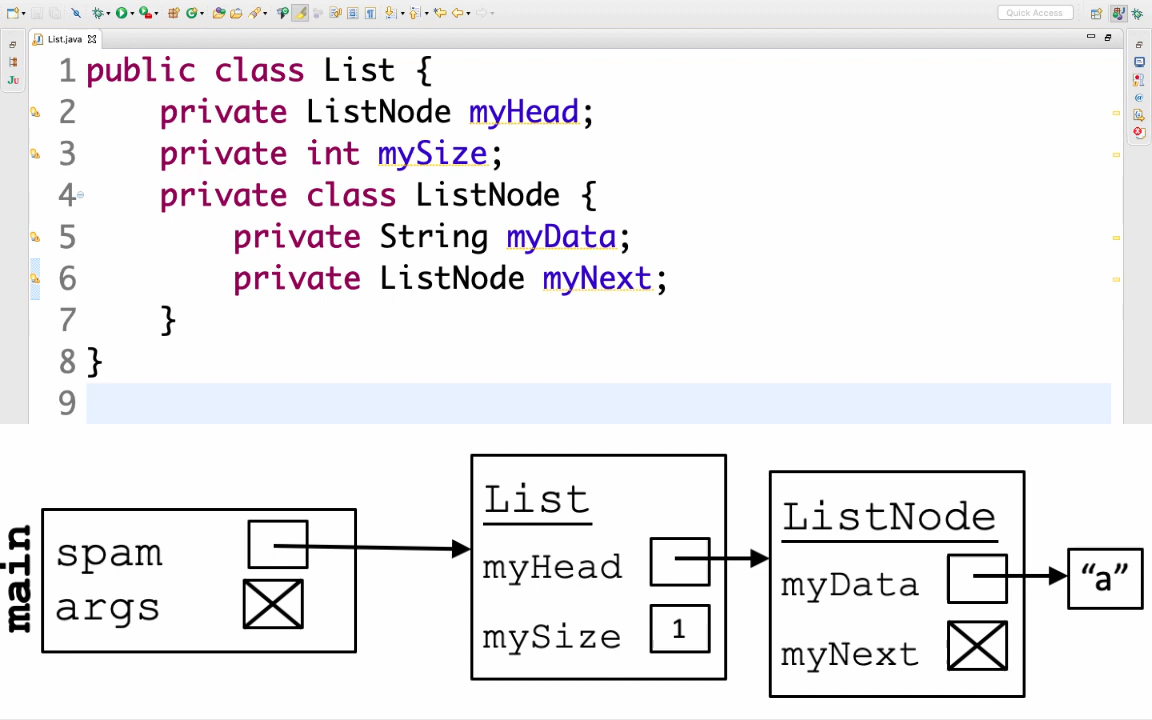 Quick Access
List.java
Ju
1 public class List {
2 private ListNode myHead;
3 private int mySize;
4 private class ListNode {
5 private String myData;
6 private ListNode myNext;
7 }
8 }
9
main
spam
args
List
myHead
mySize
1
ListNode
myData
myNext
“a”